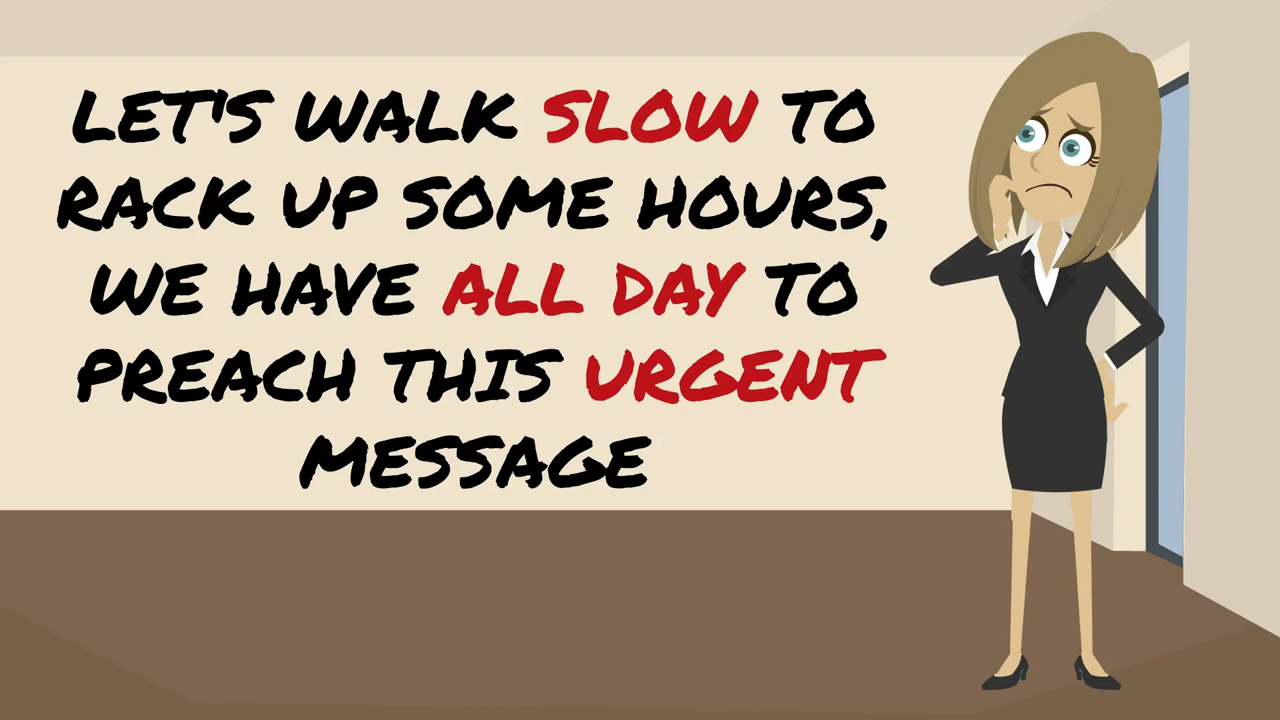 LET'S WALK SLOW TO
RACK UP SOME HOURS,
WE HAVE ALL DAY TO
PREACH THIS URGENT
MESSAGE